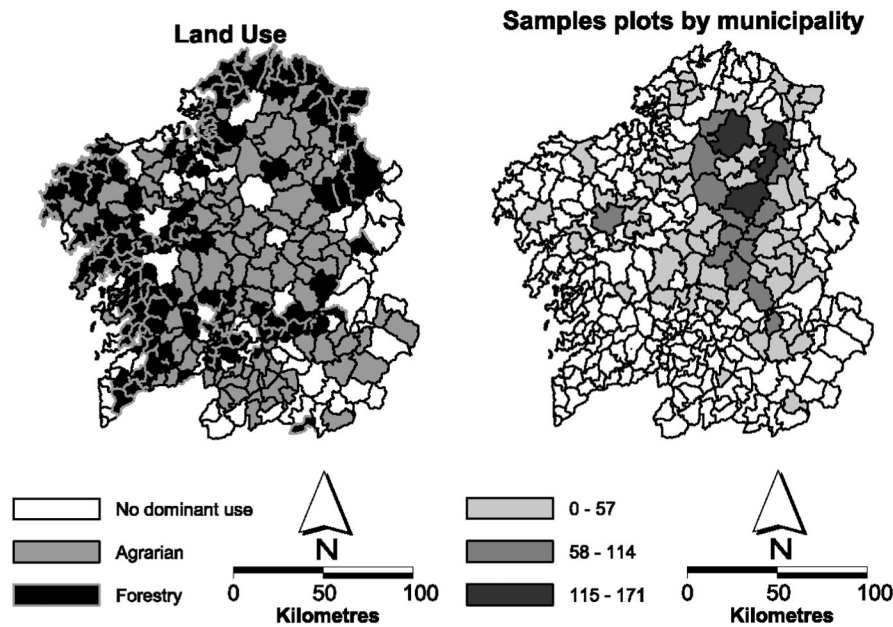 Land Use
Samples plots by municipality
No dominant use
Agrarian
Forestry
N
0 50 100
Kilometres
0 - 57
58 - 114
115 - 171
N
0 50 100
Kilometres